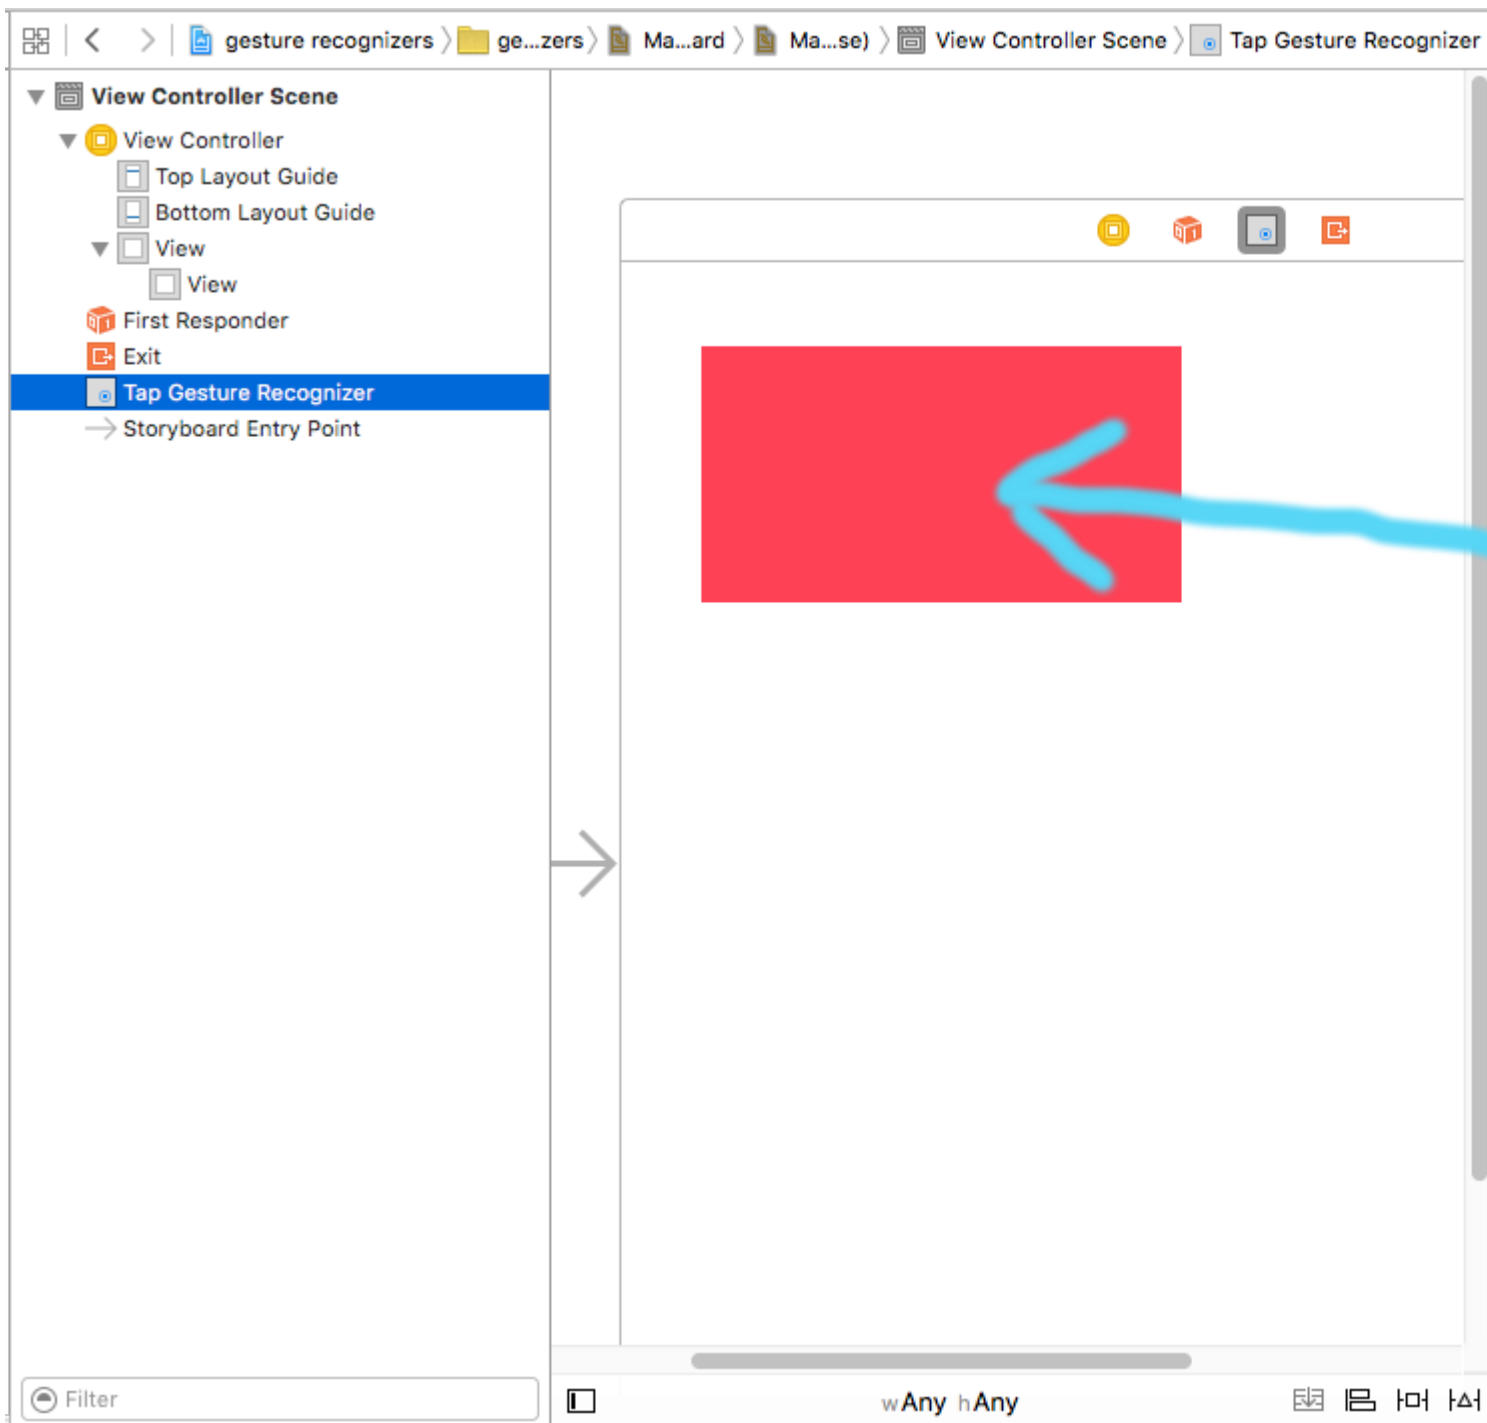 gesture recognizers ge...zers Ma...ard Ma...se) View Controller Scene Tap Gesture Recognizer
View Controller Scene
View Controller
Top Layout Guide
Bottom Layout Guide
View
View
First Responder
Exit
Tap Gesture Recognizer
Storyboard Entry Point
Filter
wAny hAny